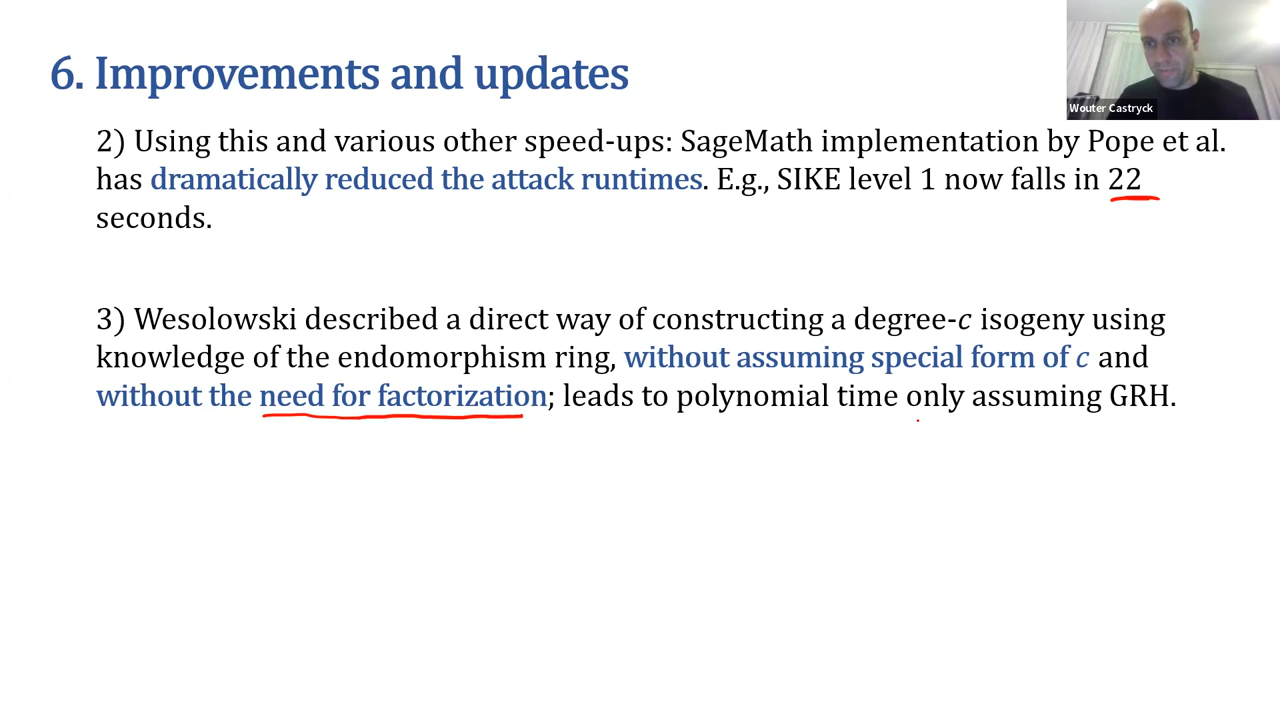 6. Improvements and updates
Wouter Castryck
2) Using this and various other speed-ups: SageMath implementation by Pope et al.
has dramatically reduced the attack runtimes. E.g., SIKE level 1 now falls in 22
seconds.
3) Wesolowski described a direct way of constructing a degree-c isogeny using
knowledge of the endomorphism ring, without assuming special form of c and
without the need for factorization; leads to polynomial time only assuming GRH.